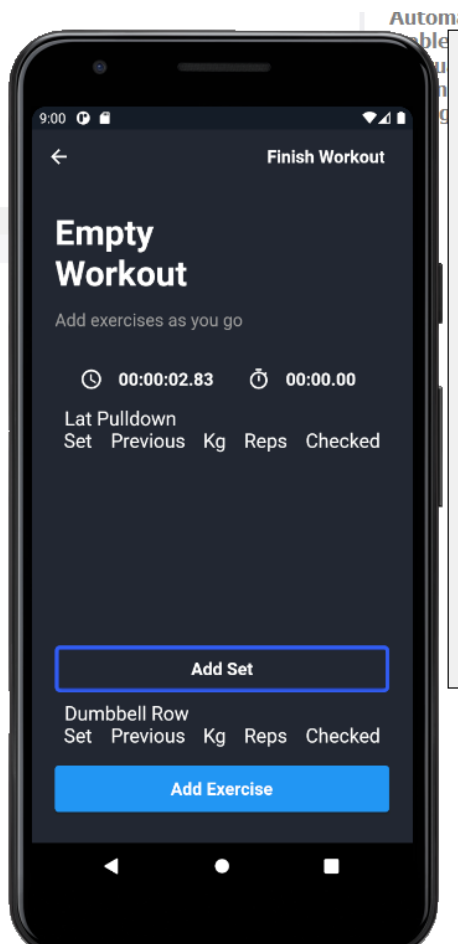 Automa
9:00
Finish Workout
Empty
Workout
Add exercises as you go
00:00:02.83 00:00.00
Lat Pulldown
Set Previous Kg Reps Checked
Add Set
Dumbbell Row
Set Previous Kg Reps Checked
Add Exercise